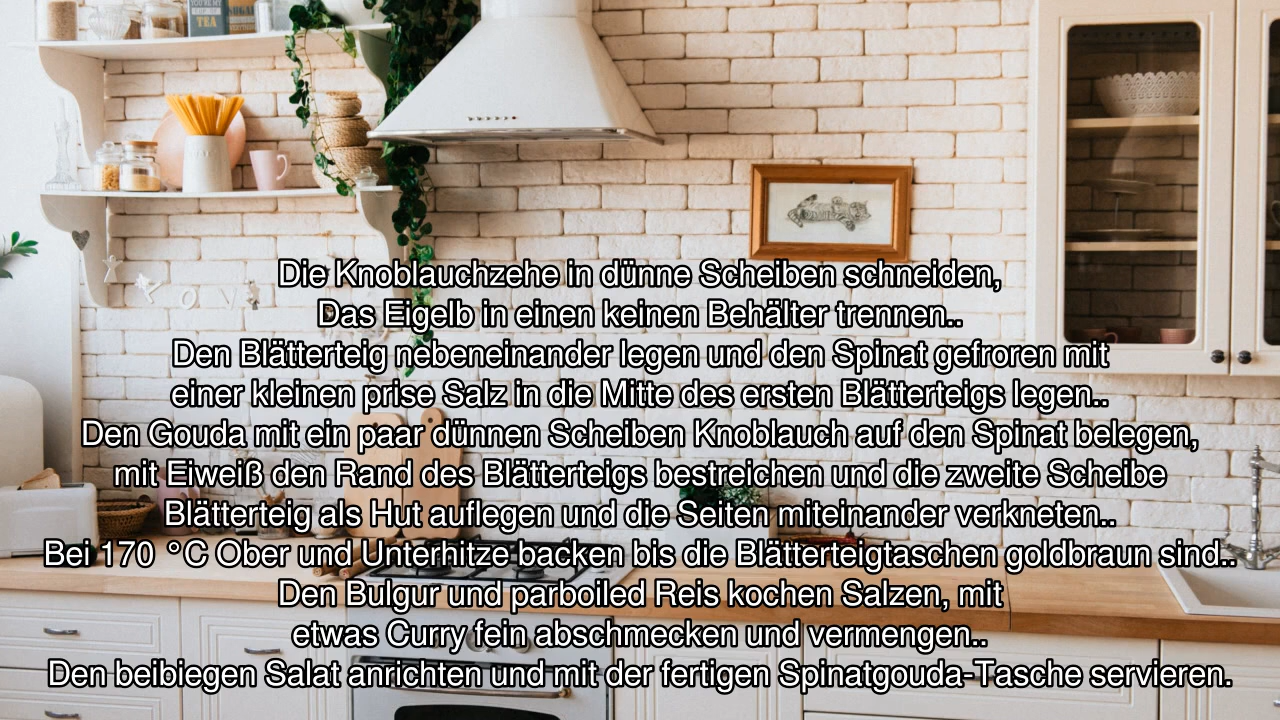 YOU'RE MY
TEA
Die Knoblauchzehe in dünne Scheiben schneiden,
Das Eigelb in einen keinen Behälter trennen..
Den Blätterteig nebeneinander legen und den Spinat gefroren mit
einer kleinen prise Salz in die Mitte des ersten Blätterteigs legen..
Den Gouda mit ein paar dünnen Scheiben Knoblauch auf den Spinat belegen,
mit Eiweiß den Rand des Blätterteigs bestreichen und die zweite Scheibe
Blätterteig als Hut auflegen und die Seiten miteinander verkneten..
Bei 170 °C Ober und Unterhitze backen bis die Blätterteigtaschen goldbraun sind..
Den Bulgur und parboiled Reis kochen Salzen, mit
etwas Curry fein abschmecken und vermengen..
Den beibiegen Salat anrichten und mit der fertigen Spinatgouda-Tasche servieren.